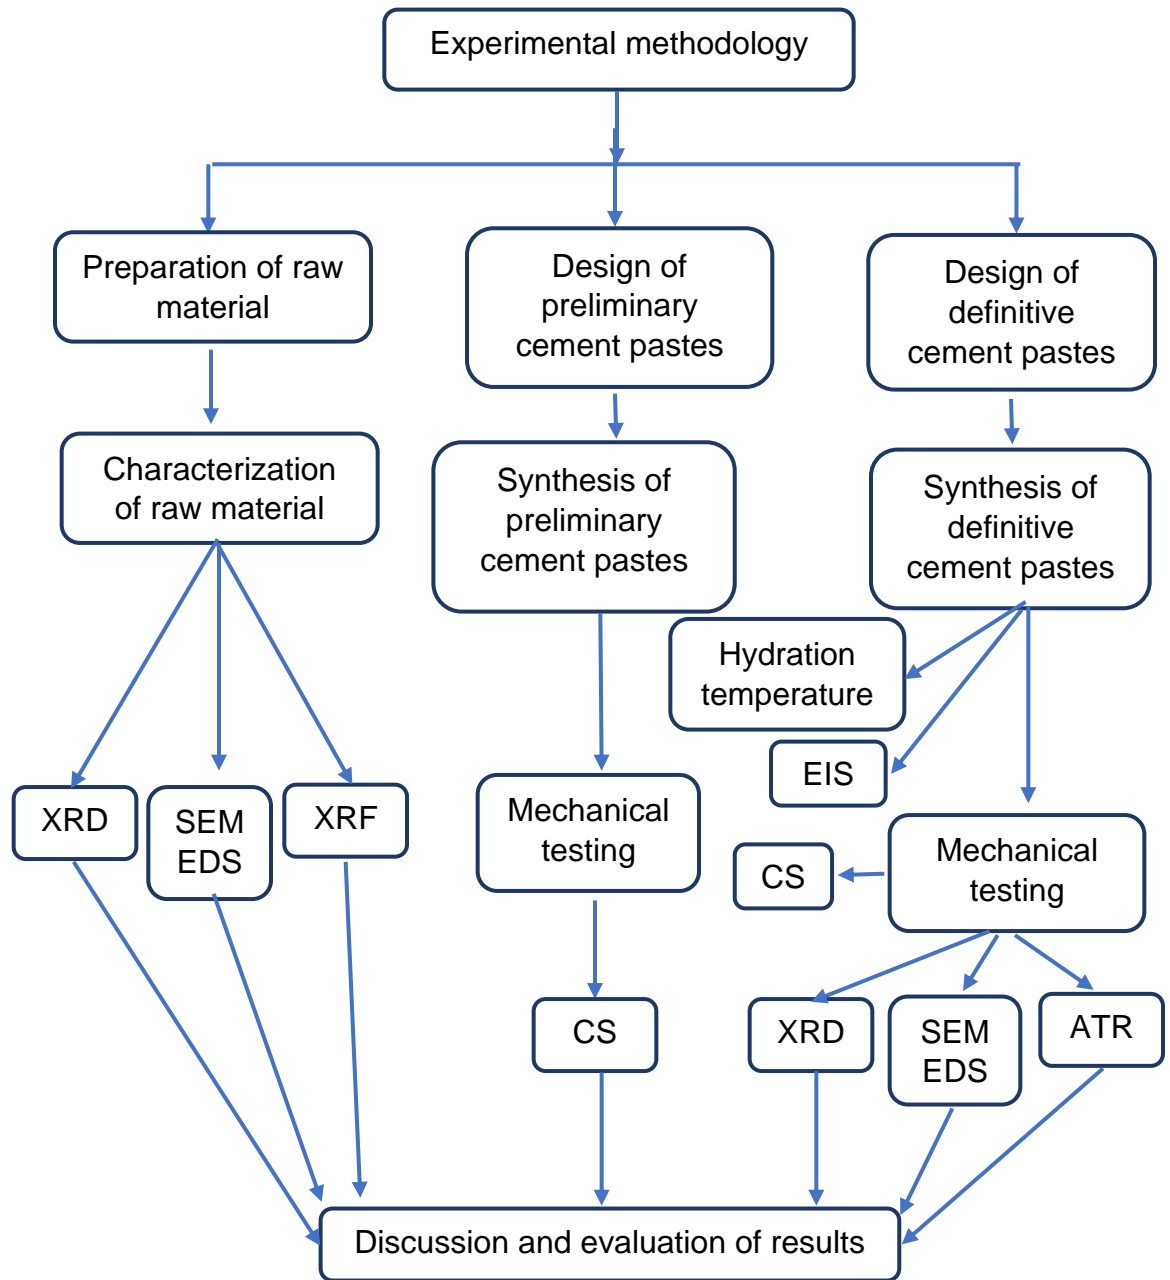 Experimental methodology
Preparation of raw
material
Design of
preliminary
cement pastes
Design of
definitive
cement pastes
Characterization
of raw material
Synthesis of
preliminary
cement pastes
Synthesis of
definitive
cement pastes
Hydration
temperature
EIS
XRD
SEM
EDS
XRF
Mechanical
testing
Mechanical
testing
CS
CS
XRD
SEM
EDS
ATR
Discussion and evaluation of results